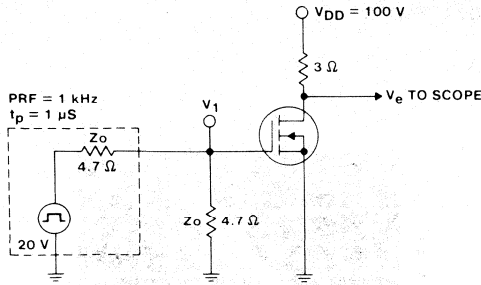 V_DD = 100 V
3 Ω
V_e TO SCOPE
PRF = 1 kHz
t_p = 1 μS
V_1
Zo
4.7 Ω
Zo 4.7 Ω
20 V